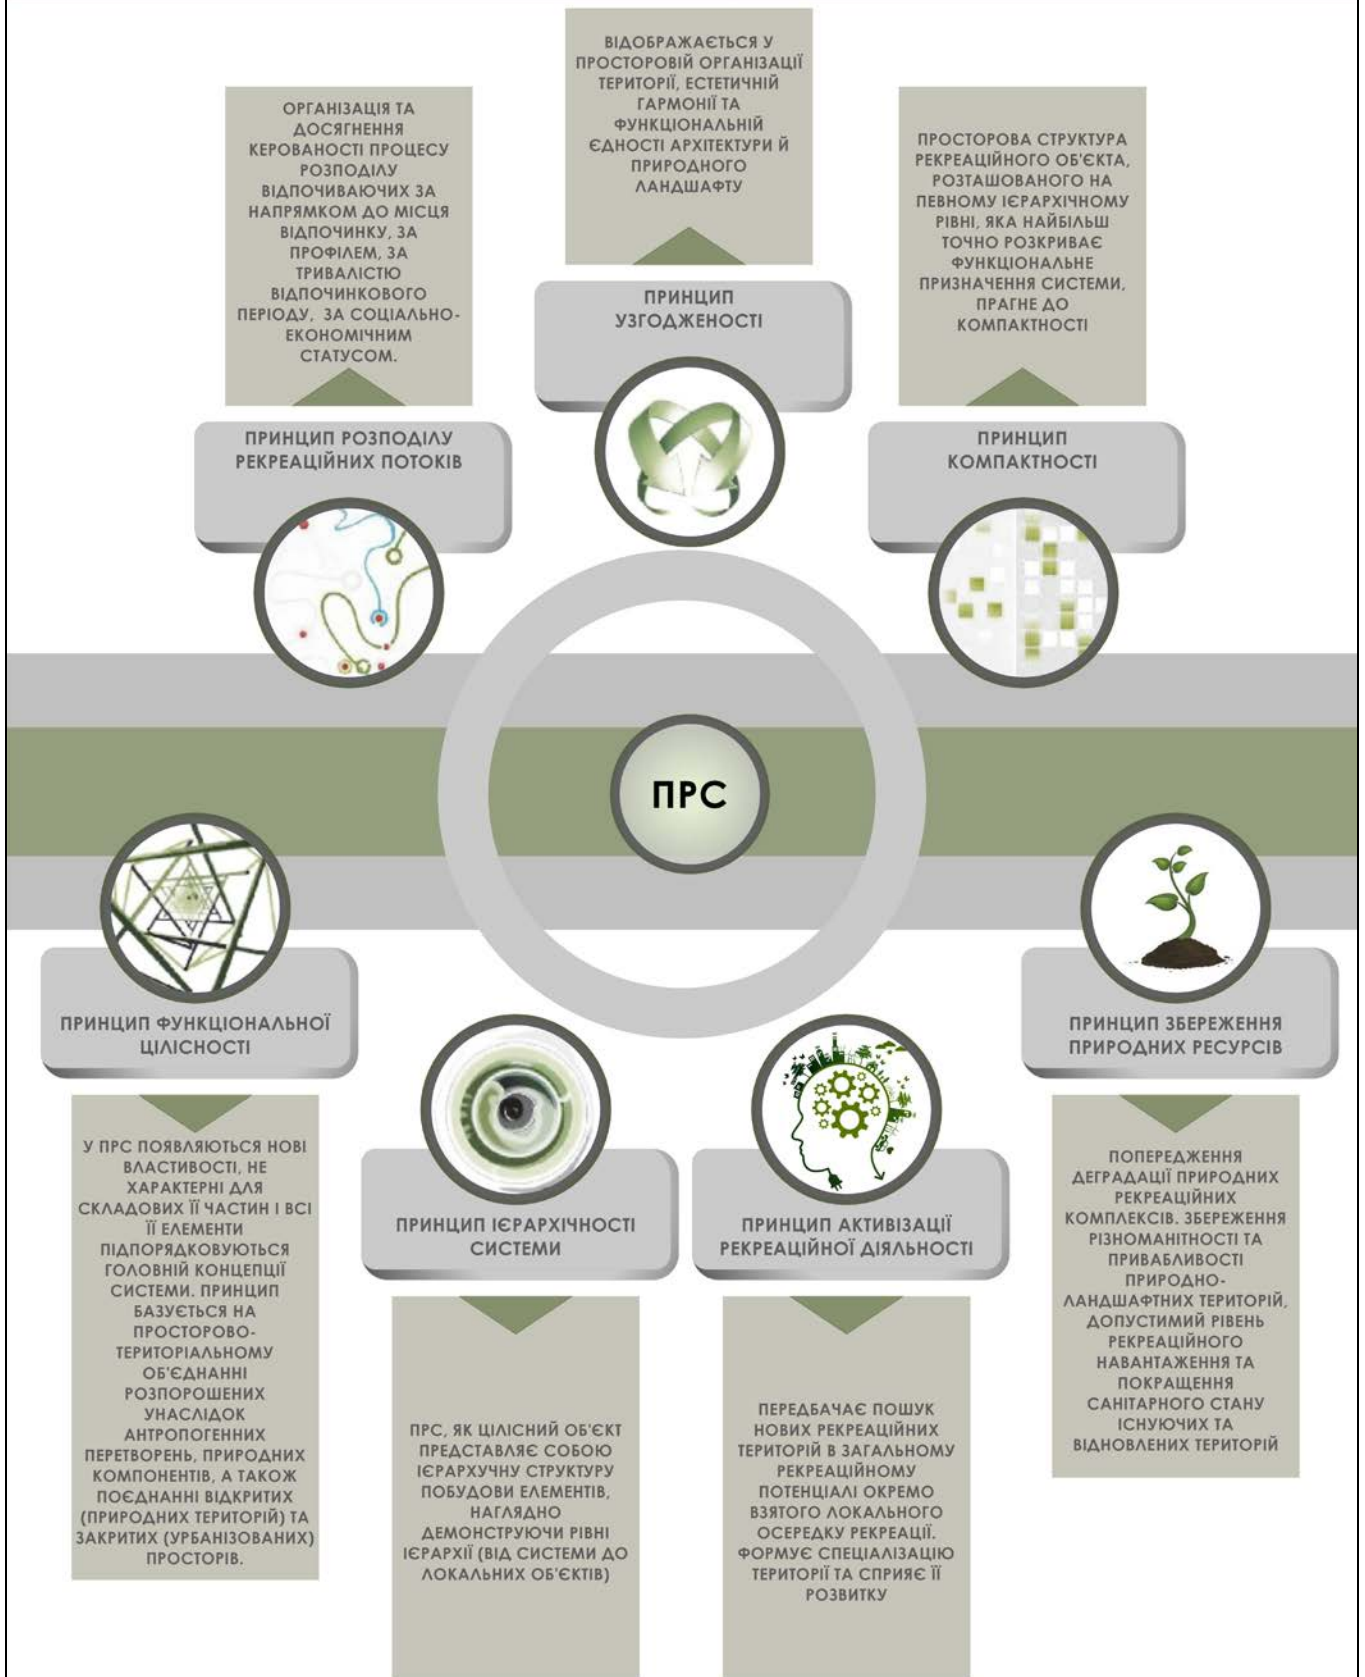 ВІДОБРАЖАЄТЬСЯ У
ПРОСТОРОВІЙ ОРГАНІЗАЦІЇ
ТЕРИТОРІЇ, ЕСТЕТИЧНІЙ
ГАРМОНІЇ ТА
ФУНКЦІОНАЛЬНІЙ
ЄДНОСТІ АРХІТЕКТУРИ Й
ПРИРОДНОГО
ЛАНДШАФТУ
ПРИНЦИП
УЗГОДЖЕНОСТІ
ОРГАНІЗАЦІЯ ТА
ДОСЯГНЕННЯ
КЕРОВАНОСТІ ПРОЦЕСУ
РОЗПОДІЛУ
ВІДПОЧИВАЮЧИХ ЗА
НАПРЯМКОМ ДО МІСЦЯ
ВІДПОЧИНКУ, ЗА
ПРОФІЛЕМ, ЗА
ТРИВАЛІСТЮ
ВІДПОЧИНКОВОГО
ПЕРІОДУ, ЗА СОЦІАЛЬНО-
ЕКОНОМІЧНИМ
СТАТУСОМ.
ПРИНЦИП РОЗПОДІЛУ
РЕКРЕАЦІЙНИХ ПОТОКІВ
ПРОСТОРОВА СТРУКТУРА
РЕКРЕАЦІЙНОГО ОБ'ЄКТА,
РОЗТАШОВАНОГО НА
ПЕВНОМУ ІЄРАРХІЧНОМУ
РІВНІ, ЯКА НАЙБІЛЬШ
ТОЧНО РОЗКРИВАЄ
ФУНКЦІОНАЛЬНЕ
ПРИЗНАЧЕННЯ СИСТЕМИ,
ПРАГНЕ ДО
КОМПАКТНОСТІ
ПРИНЦИП
КОМПАКТНОСТІ
ПРС
ПРИНЦИП ФУНКЦІОНАЛЬНОЇ
ЦІЛІСНОСТІ
У ПРС ПОЯВЛЯЮТЬСЯ НОВІ
ВЛАСТИВОСТІ, НЕ
ХАРАКТЕРНІ ДЛЯ
СКЛАДОВИХ ЇЇ ЧАСТИН І ВСІ
ЇЇ ЕЛЕМЕНТИ
ПІДПОРЯДКОВУЮТЬСЯ
ГОЛОВНІЙ КОНЦЕПЦІЇ
СИСТЕМИ. ПРИНЦИП
БАЗУЄТЬСЯ НА
ПРОСТОРОВО-
ТЕРИТОРІАЛЬНОМУ
ОБ'ЄДНАННІ
РОЗПОРОШЕНИХ
УНАСЛІДОК
АНТРОПОГЕННИХ
ПЕРЕТВОРЕНЬ, ПРИРОДНИХ
КОМПОНЕНТІВ, А ТАКОЖ
ПОЄДНАННІ ВІДКРИТИХ
(ПРИРОДНИХ ТЕРИТОРІЙ) ТА
ЗАКРИТИХ (УРБАНІЗОВАНИХ)
ПРОСТОРІВ.
ПРИНЦИП ІЄРАРХІЧНОСТІ
СИСТЕМИ
ПРС, ЯК ЦІЛІСНИЙ ОБ'ЄКТ
ПРЕДСТАВЛЯЄ СОБОЮ
ІЄРАРХУЧНУ СТРУКТУРУ
ПОБУДОВИ ЕЛЕМЕНТІВ,
НАГЛЯДНО
ДЕМОНСТРУЮЧИ РІВНІ
ІЄРАРХІЇ (ВІД СИСТЕМИ ДО
ЛОКАЛЬНИХ ОБ'ЄКТІВ)
ПРИНЦИП АКТИВІЗАЦІЇ
РЕКРЕАЦІЙНОЇ ДІЯЛЬНОСТІ
ПЕРЕДБАЧАЄ ПОШУК
НОВИХ РЕКРЕАЦІЙНИХ
ТЕРИТОРІЙ В ЗАГАЛЬНОМУ
РЕКРЕАЦІЙНОМУ
ПОТЕНЦІАЛІ ОКРЕМО
ВЗЯТОГО ЛОКАЛЬНОГО
ОСЕРЕДКУ РЕКРЕАЦІЇ.
ФОРМУЄ СПЕЦІАЛІЗАЦІЮ
ТЕРИТОРІЇ ТА СПРИЯЄ ЇЇ
РОЗВИТКУ
ПРИНЦИП ЗБЕРЕЖЕННЯ
ПРИРОДНИХ РЕСУРСІВ
ПОПЕРЕДЖЕННЯ
ДЕГРАДАЦІЇ ПРИРОДНИХ
РЕКРЕАЦІЙНИХ
КОМПЛЕКСІВ. ЗБЕРЕЖЕННЯ
РІЗНОМАНІТНОСТІ ТА
ПРИВАБЛИВОСТІ
ПРИРОДНО-
ЛАНДШАФТНИХ ТЕРИТОРІЙ,
ДОПУСТИМИЙ РІВЕНЬ
РЕКРЕАЦІЙНОГО
НАВАНТАЖЕННЯ ТА
ПОКРАЩЕННЯ
САНІТАРНОГО СТАНУ
ІСНУЮЧИХ ТА
ВІДНОВЛЕНИХ ТЕРИТОРІЙ